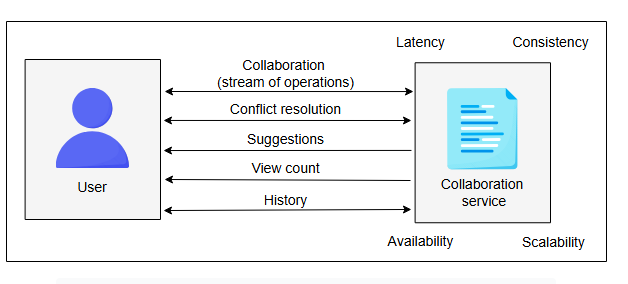 Latency
Consistency
Collaboration
(stream of operations)
Conflict resolution
Suggestions
View count
History
User
Collaboration
service
Availability
Scalability